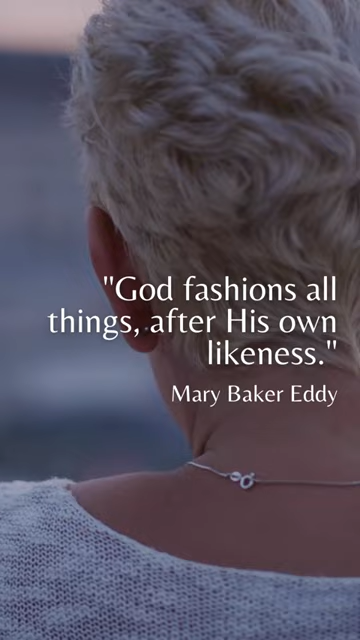 "God fashions all
things, after His own
likeness."
Mary Baker Eddy